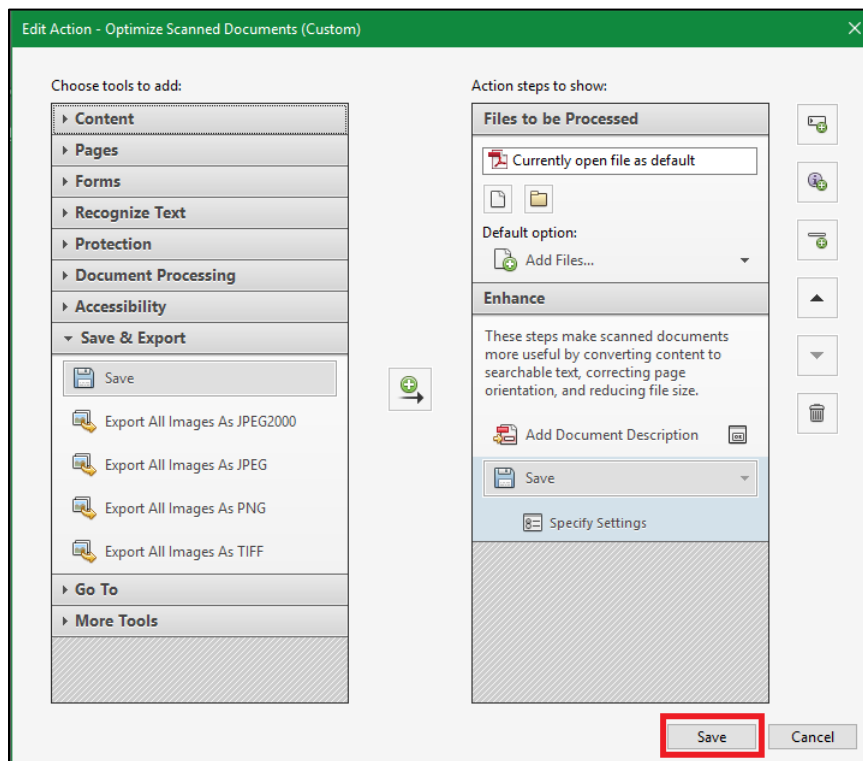 Edit Action - Optimize Scanned Documents (Custom)
Choose tools to add:
Content
Pages
Forms
Recognize Text
Protection
Document Processing
Accessibility
Save & Export
Save
Export All Images As JPEG2000
Export All Images As JPEG
Export All Images As PNG
Export All Images As TIFF
Go To
More Tools
Action steps to show:
Files to be Processed
Currently open file as default
Default option:
Add Files...
Enhance
These steps make scanned documents
more useful by converting content to
searchable text, correcting page
orientation, and reducing file size.
Add Document Description
Save
Specify Settings
Save
Cancel